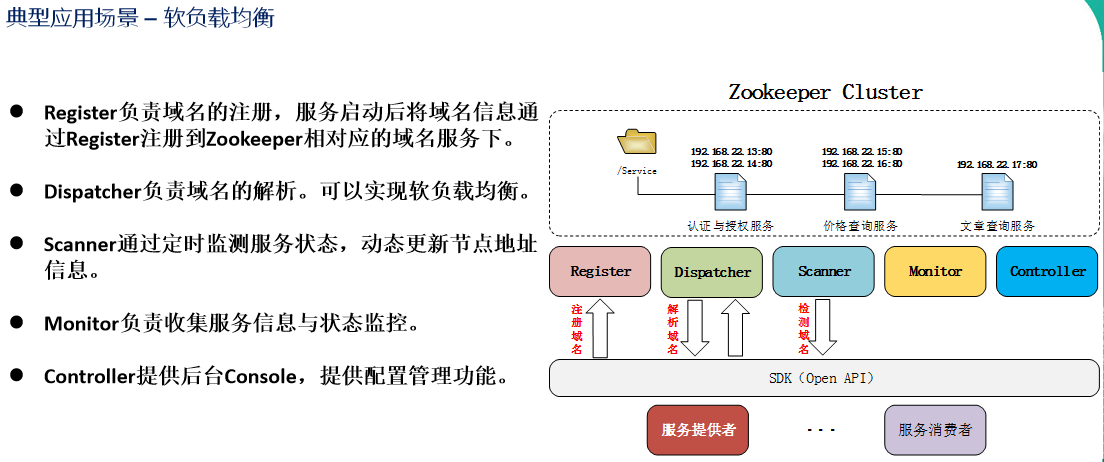 典型应用场景 – 软负载均衡
● Register负责域名的注册，服务启动后将域名信息通
过Register注册到Zookeeper相对应的域名服务下。
● Dispatcher负责域名的解析。可以实现软负载均衡。
● Scanner通过定时监测服务状态，动态更新节点地址
信息。
● Monitor负责收集服务信息与状态监控。
● Controller提供后台Console，提供配置管理功能。
Zookeeper Cluster
/Service
192.168.22.13:80
192.168.22.14:80
认证与授权服务
192.168.22.15:80
192.168.22.16:80
价格查询服务
192.168.22.17:80
文章查询服务
Register
Dispatcher
Scanner
Monitor
Controller
注册域名
解析域名
检测域名
SDK（Open API）
服务提供者
...
服务消费者